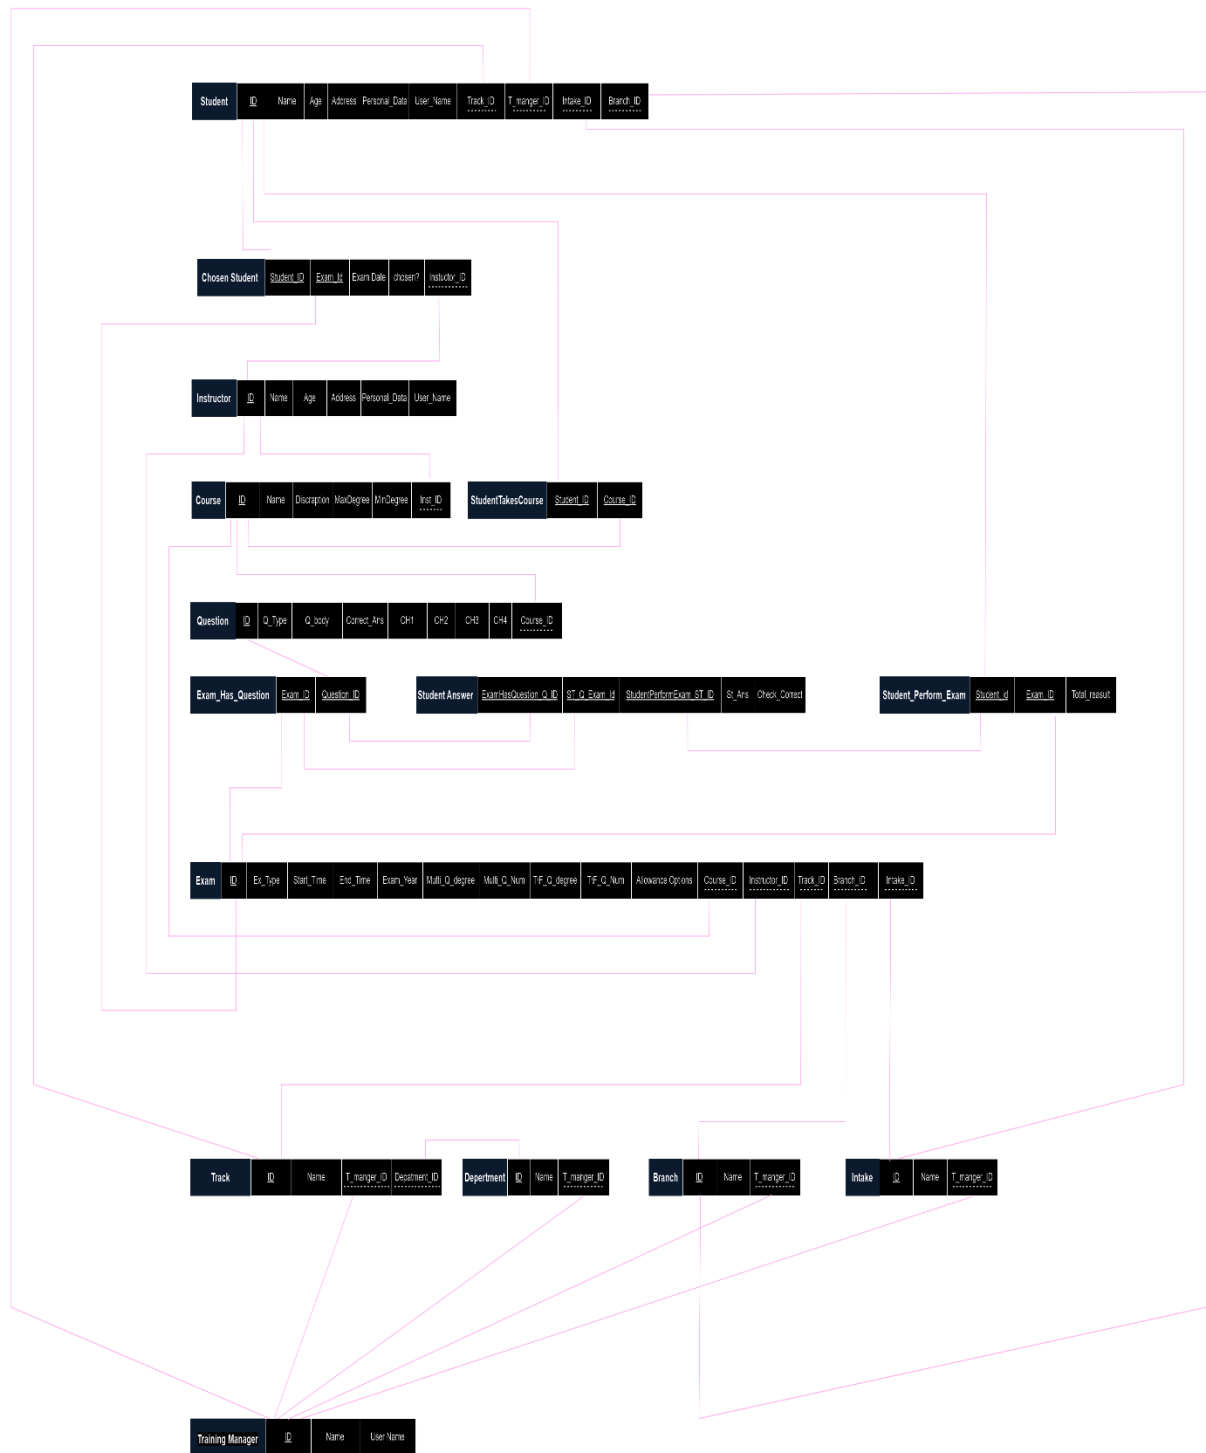 Student ID Name Age Address Personal_Data User_Name Track_ID T_manger_ID Intake_ID Branch_ID
Chosen Student Student_ID Exam_Id Exam Date chosen? Instuctor_ID
Instructor ID Name Age Address Personal_Data User_Name
Course ID Name Discraption MaxDegree MinDegree Inst_ID
StudentTakesCourse Student_ID Course_ID
Question ID Q_Type Q_body Correct_Ans CH1 CH2 CH3 CH4 Course_ID
Exam_Has_Question Exam_ID Question_ID
Student Answer ExamHasQuestion_Q_ID ST_Q_Exam_Id StudentPerformExam_ST_ID St_Ans Check_Correct
Student_Perform_Exam Student_id Exam_ID Total_reasult
Exam ID Ex_Type Start_Time End_Time Exam_Year Multi_Q_degree Multi_Q_Num T\F_Q_degree T\F_Q_Num Allowance Options Course_ID Instructor_ID Track_ID Branch_ID Intake_ID
Track ID Name T_manger_ID Depatment_ID
Depertment ID Name T_manger_ID
Branch ID Name T_manger_ID
Intake ID Name T_manger_ID
Training Manager ID Name User Name